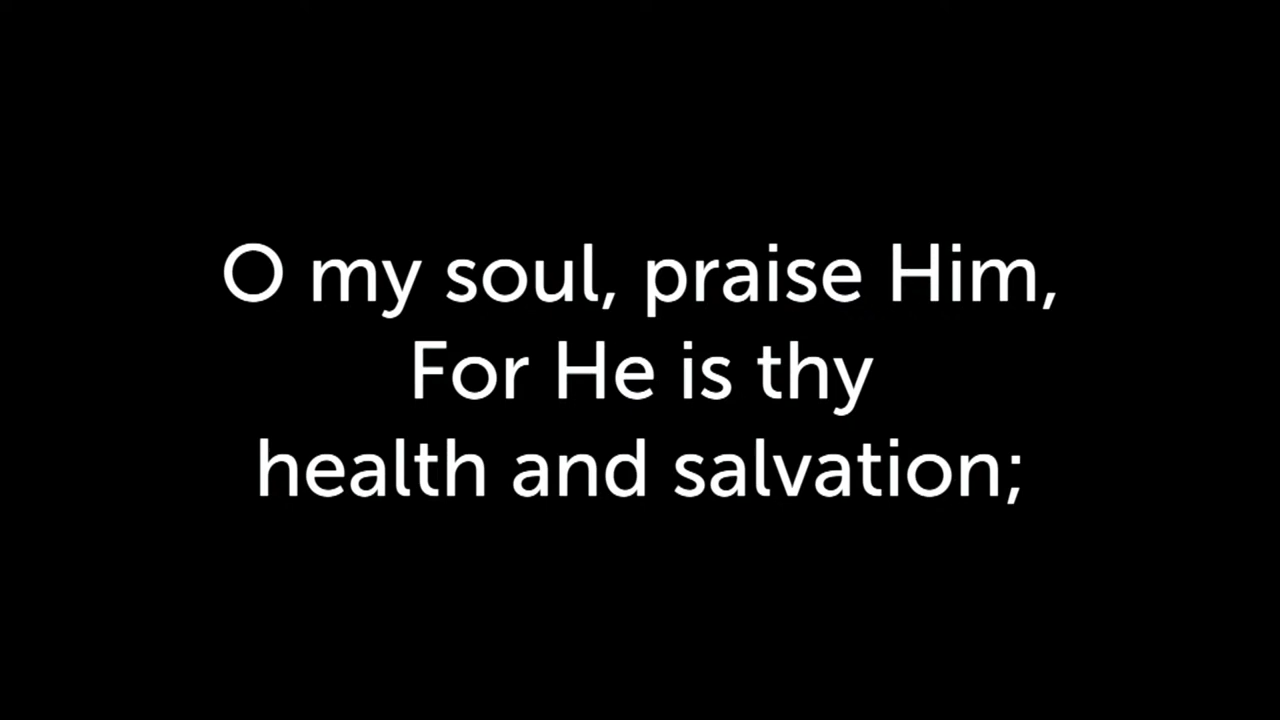 O my soul, praise Him,
For He is thy
health and salvation;